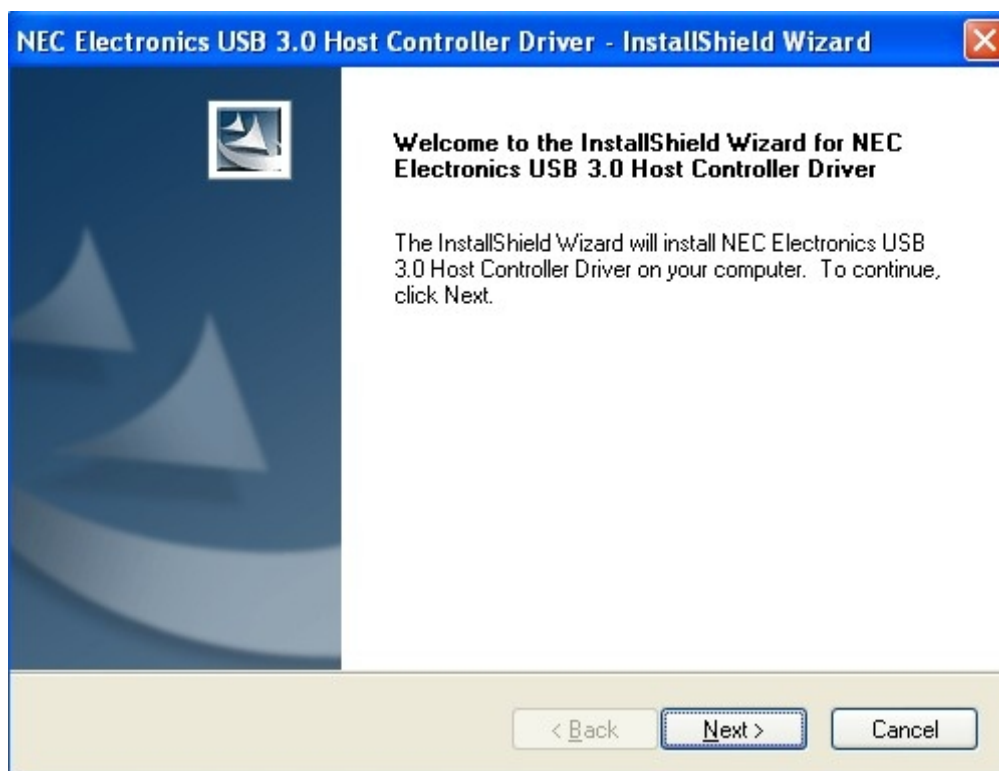 NEC Electronics USB 3.0 Host Controller Driver - InstallShield Wizard
Welcome to the InstallShield Wizard for NEC
Electronics USB 3.0 Host Controller Driver
The InstallShield Wizard will install NEC Electronics USB
3.0 Host Controller Driver on your computer. To continue,
click Next.
< Back Next > Cancel